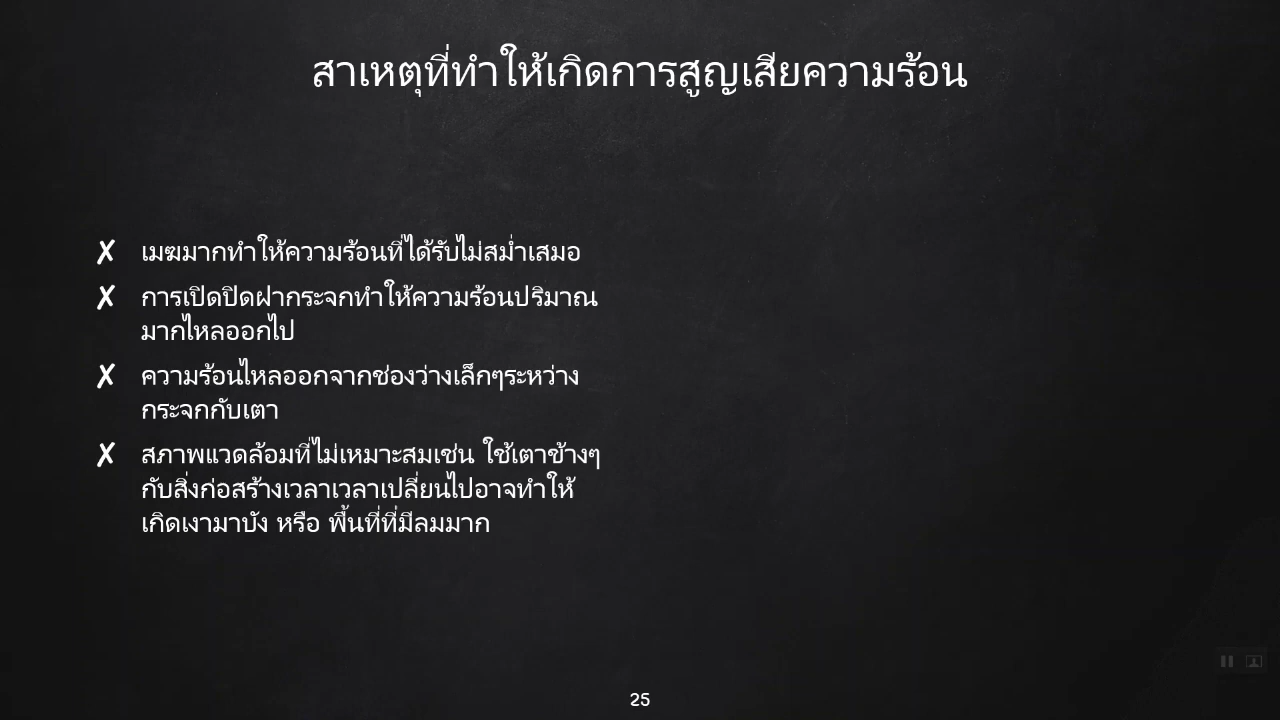 สาเหตุที่ทำให้เกิดการสูญเสียความร้อน
✗ เมฆมากทำให้ความร้อนที่ได้รับไม่สม่ำเสมอ
✗ การเปิดปิดฝากระจกทำให้ความร้อนปริมาณ
มากไหลออกไป
✗ ความร้อนไหลออกจากช่องว่างเล็กๆระหว่าง
กระจกกับเตา
✗ สภาพแวดล้อมที่ไม่เหมาะสมเช่น ใช้เตาข้างๆ
กับสิ่งก่อสร้างเวลาเวลาเปลี่ยนไปอาจทำให้
เกิดเงามาบัง หรือ พื้นที่ที่มีลมมาก
25